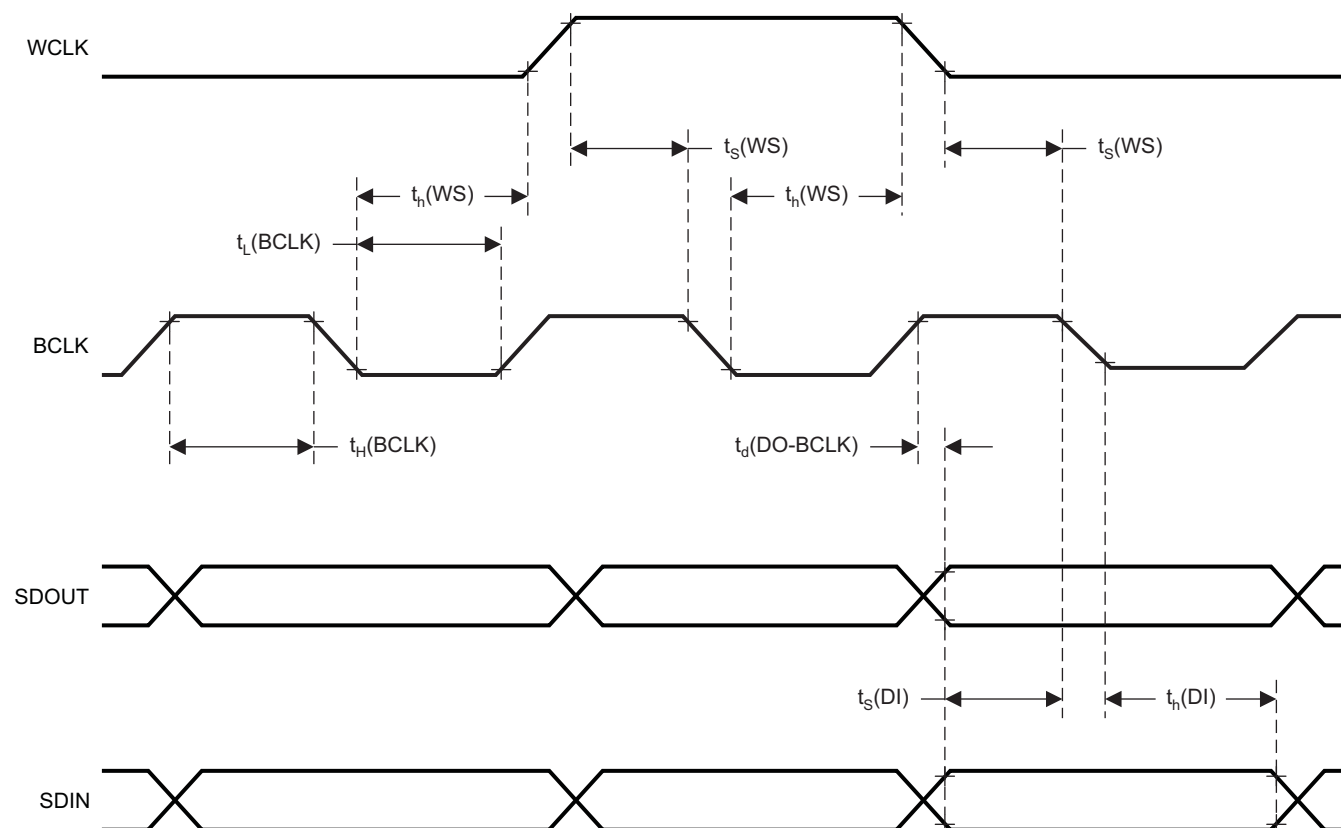 WCLK
tS(WS)
tS(WS)
th(WS)
th(WS)
tL(BCLK)
BCLK
tH(BCLK)
td(DO-BCLK)
SDOUT
tS(DI)
th(DI)
SDIN